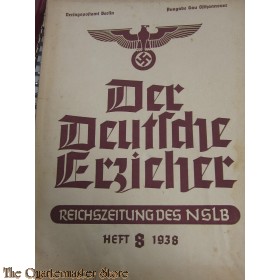 Der
Deutsche
Erzieher
REICHSZEITUNG DES NSLB
HEFT 8 1938
The Quartermaster Store